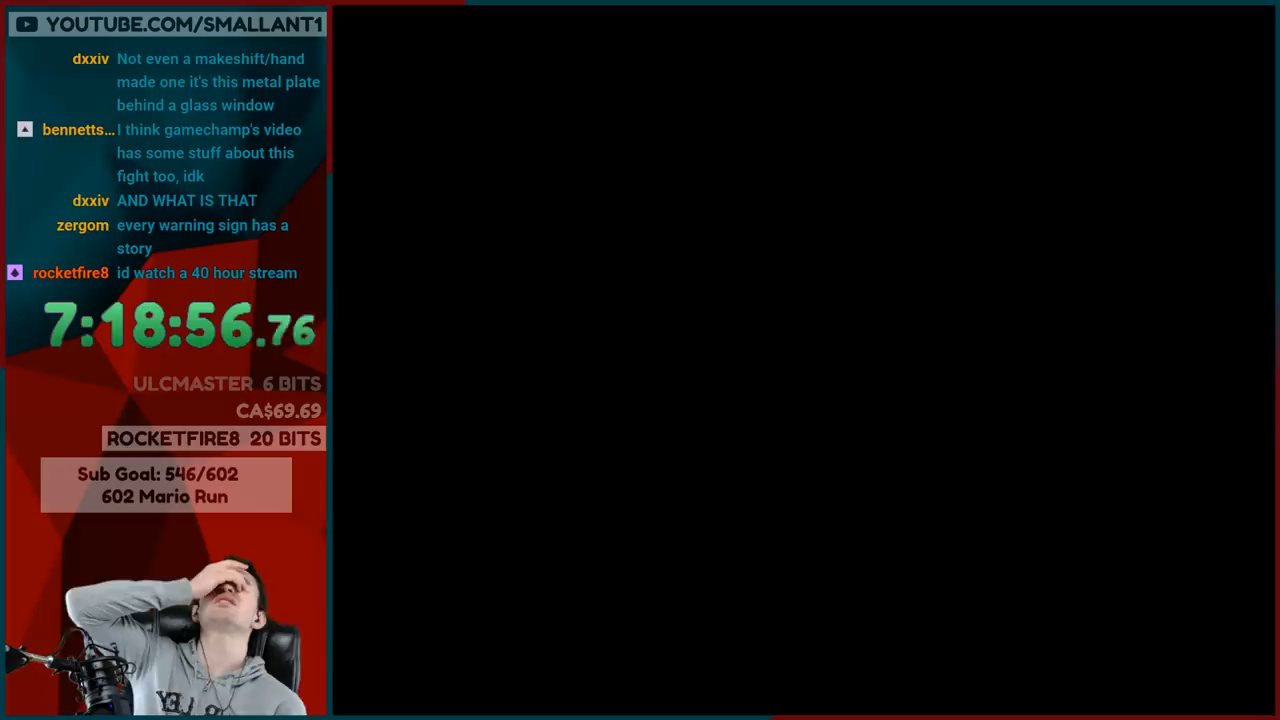 YOUTUBE.COM/SMALLANT1
dxxiv Not even a makeshift/hand
made one it's this metal plate
behind a glass window
bennetts... I think gamechamp's video
has some stuff about this
fight too, idk
dxxiv AND WHAT IS THAT
zergom every warning sign has a
story
rocketfire8 id watch a 40 hour stream
7:18:56.76
ULCMASTER 6 BITS
CA$69.69
ROCKETFIRE8 20 BITS
Sub Goal: 546/602
602 Mario Run